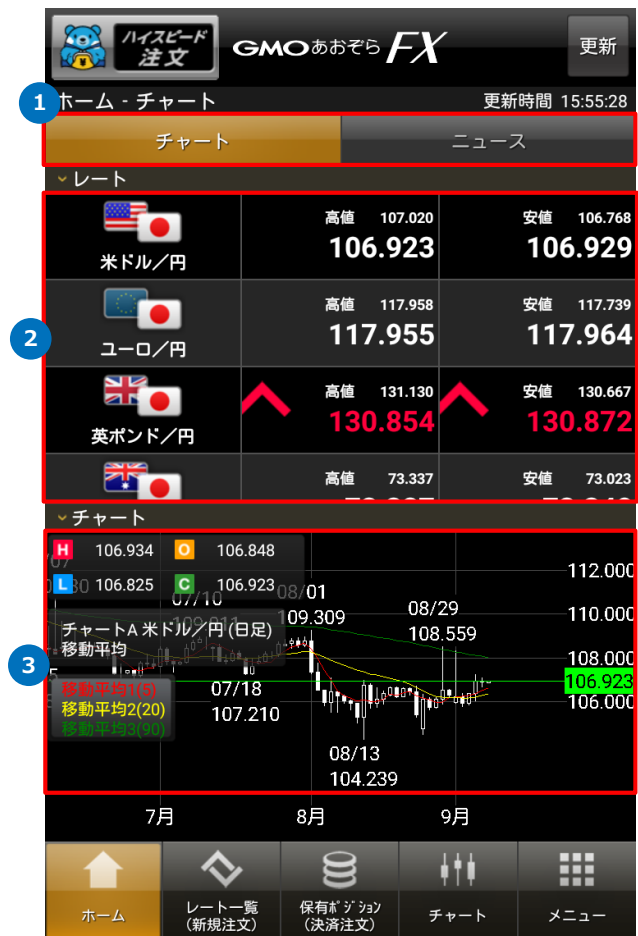 ハイスピード
注文
GMOあおぞら FX
更新
1
ホーム - チャート
更新時間 15:55:28
チャート
ニュース
レート
高値 107.020
安値 106.768
米ドル／円
106.923
106.929
2
高値 117.958
安値 117.739
ユーロ／円
117.955
117.964
高値 131.130
安値 130.667
英ポンド／円
130.854
130.872
高値 73.337
安値 73.023
チャート
3
H 106.934 O 106.848
L 106.825 C 106.923
07/10
08/01
109.309
チャートA 米ドル／円 (日足)
移動平均
移動平均1(5)
移動平均2(20)
移動平均3(90)
07/18
107.210
08/29
108.559
08/13
104.239
112.000
110.000
108.000
106.923
106.000
7月
8月
9月
ホーム
レート一覧
(新規注文)
保有ﾎﾟｼﾞｼｮﾝ
(決済注文)
チャート
メニュー